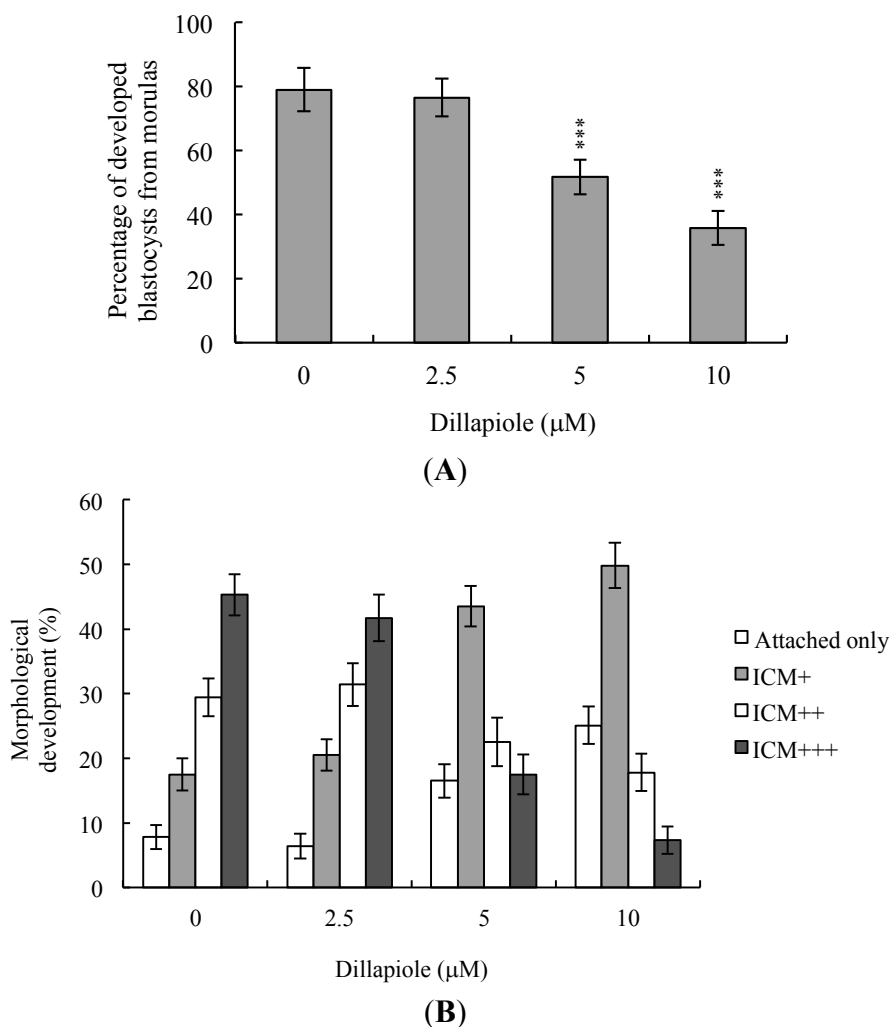 100
80
60
40
20
0
Percentage of developed
blastocysts from morulas
***
***
0 2.5 5 10
Dillapiole (μM)
(A)
60
50
40
30
20
10
0
Morphological
development (%)
Attached only
ICM+
ICM++
ICM+++
0 2.5 5 10
Dillapiole (μM)
(B)